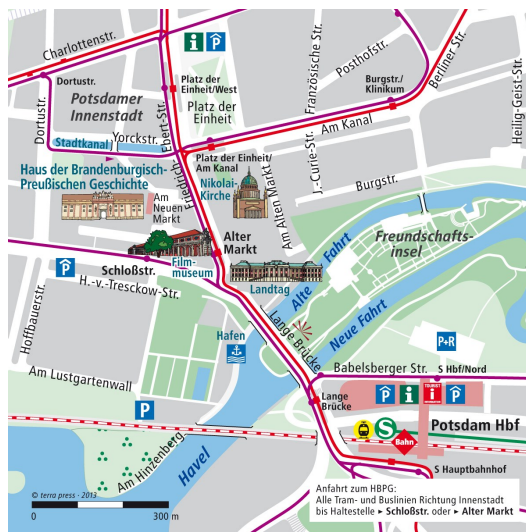 Charlottenstr.
i
P
Französische Str.
Posthofstr.
Berliner Str.
Heilig-Geist-Str.
Dortustr.
Platz der
Einheit/West
Burgstr./
Klinikum
Potsdamer
Innenstadt
Platz der
Einheit
Dortustr.
Friedrich-Ebert-Str.
Am Kanal
Yorckstr.
Stadtkanal
Platz der Einheit/
Am Kanal
J.-Curie-Str.
Haus der Brandenburgisch-
Preußischen Geschichte
Nikolai-
Kirche
Burgstr.
Am
Neuen
Markt
Am Alten Markt
Alter
Markt
Freundschafts-
insel
Film-
museum
P
Schloßstr.
Landtag
Alte Fahrt
H.-v.-Tresckow-Str.
Neue Fahrt
Hoffbauerstr.
Lange Brücke
Hafen
P+R
Babelsberger Str.
S Hbf/Nord
Am Lustgartenwall
P
i
TOURIST
i
P
Lange
Brücke
P
S
Potsdam Hbf
Bahn
Am Hinzenberg
Havel
S Hauptbahnhof
© terra press - 2013
0
300 m
Anfahrt zum HBPG:
Alle Tram- und Buslinien Richtung Innenstadt
bis Haltestelle ▸ Schloßstr. oder ▸ Alter Markt